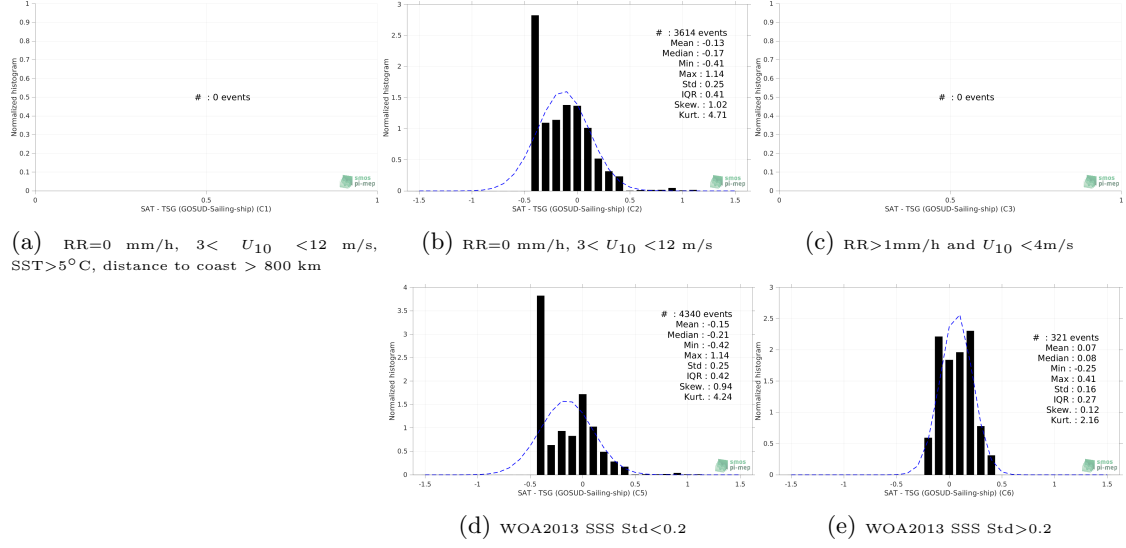 1
0.9
0.8
0.7
0.6
0.5
0.4
0.3
0.2
0.1
0
Normalized histogram
# : 0 events
0 0.5 1
SAT - TSG (GOSUD-Sailing-ship) (C1)
smos
pi-mep
(a) RR=0 mm/h, 3< U10 <12 m/s,
SST>5°C, distance to coast > 800 km
3
2.5
2
1.5
1
0.5
0
Normalized histogram
# : 3614 events
Mean : -0.13
Median : -0.17
Min : -0.41
Max : 1.14
Std : 0.25
IQR : 0.41
Skew. : 1.02
Kurt. : 4.71
-1.5 -1 -0.5 0 0.5 1 1.5
SAT - TSG (GOSUD-Sailing-ship) (C2)
smos
pi-mep
(b) RR=0 mm/h, 3< U10 <12 m/s
1
0.9
0.8
0.7
0.6
0.5
0.4
0.3
0.2
0.1
0
Normalized histogram
# : 0 events
0 0.5 1
SAT - TSG (GOSUD-Sailing-ship) (C3)
smos
pi-mep
(c) RR>1mm/h and U10 <4m/s
4
3.5
3
2.5
2
1.5
1
0.5
0
Normalized histogram
# : 4340 events
Mean : -0.15
Median : -0.21
Min : -0.42
Max : 1.14
Std : 0.25
IQR : 0.42
Skew. : 0.94
Kurt. : 4.24
-1.5 -1 -0.5 0 0.5 1 1.5
SAT - TSG (GOSUD-Sailing-ship) (C5)
smos
pi-mep
(d) WOA2013 SSS Std<0.2
3
2.5
2
1.5
1
0.5
0
Normalized histogram
# : 321 events
Mean : 0.07
Median : 0.08
Min : -0.25
Max : 0.41
Std : 0.16
IQR : 0.27
Skew. : 0.12
Kurt. : 2.16
-1.5 -1 -0.5 0 0.5 1 1.5
SAT - TSG (GOSUD-Sailing-ship) (C6)
smos
pi-mep
(e) WOA2013 SSS Std>0.2